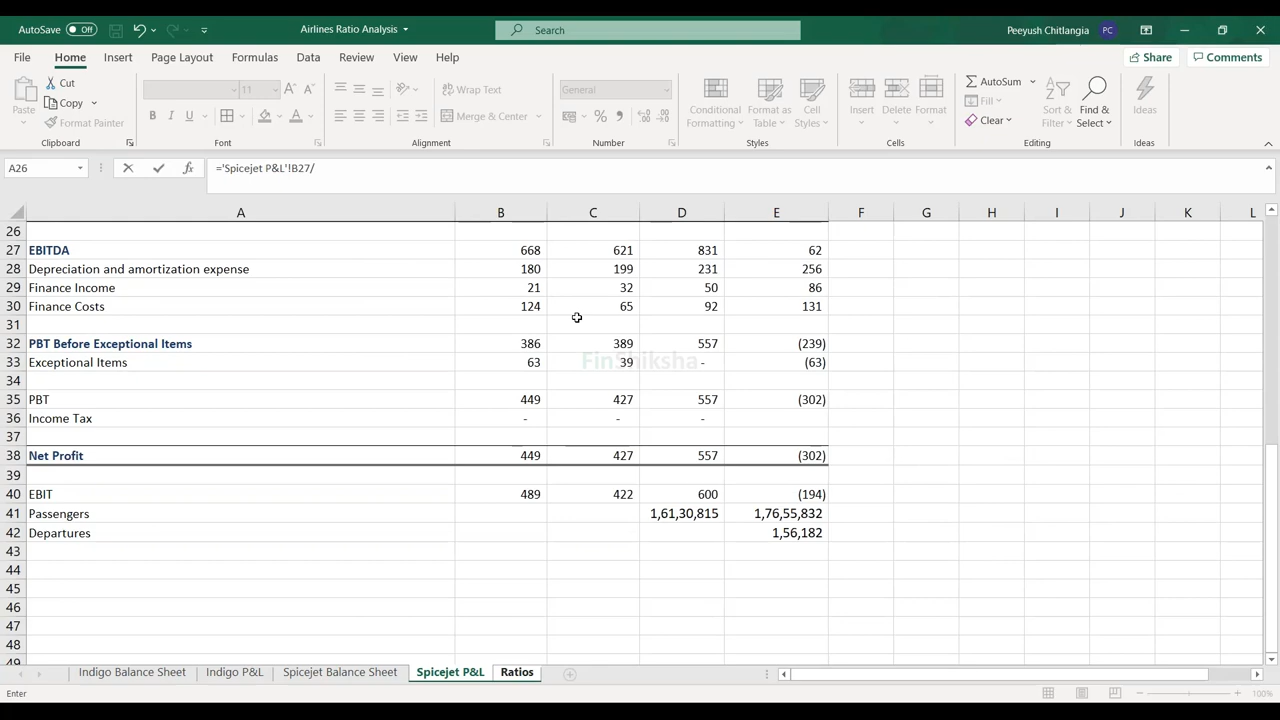 AutoSave Off Airlines Ratio Analysis Search Peeyush Chitlangia PC
File Home Insert Page Layout Formulas Data Review View Help Share Comments
Paste Cut Copy Format Painter Clipboard
11 B I U A A A Font
Wrap Text Merge & Center Alignment
General % Number
Conditional Formatting Format as Table Cell Styles Styles
Insert Delete Format Cells
AutoSum Fill Clear Sort & Filter Find & Select Editing
Ideas Ideas
A26 fx ='Spicejet P&L'!B27/
A B C D E F G H I J K L
26
27 EBITDA 668 621 831 62
28 Depreciation and amortization expense 180 199 231 256
29 Finance Income 21 32 50 86
30 Finance Costs 124 65 92 131
31
32 PBT Before Exceptional Items 386 389 557 (239)
33 Exceptional Items 63 39 - (63)
FinShiksha
34
35 PBT 449 427 557 (302)
36 Income Tax - - -
37
38 Net Profit 449 427 557 (302)
39
40 EBIT 489 422 600 (194)
41 Passengers 1,61,30,815 1,76,55,832
42 Departures 1,56,182
43
44
45
46
47
48
49
Indigo Balance Sheet Indigo P&L Spicejet Balance Sheet Spicejet P&L Ratios
Enter 100%